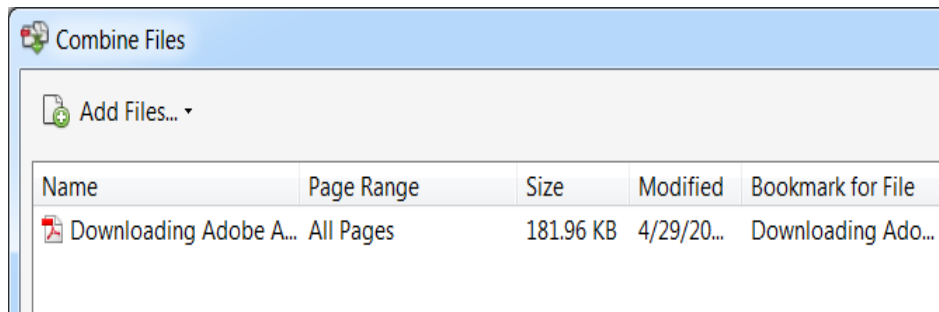 Combine Files
Add Files...
Name Page Range Size Modified Bookmark for File
Downloading Adobe A... All Pages 181.96 KB 4/29/20... Downloading Ado...